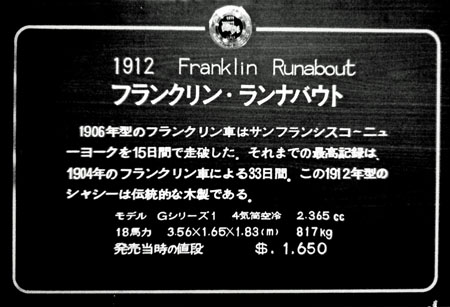 1912 Franklin Runabout
フランクリン・ランナバウト
1906年型のフランクリン車はサンフランシスコ〜ニュ
ーヨークを15日間で走破した。それまでの最高記録は、
1904年のフランクリン車による33日間。この1912年型の
シャシーは伝統的な木製である。
モデル Gシリーズ1 4気筒空冷 2.365cc
18馬力 3.56×1.65×1.83(m) 817kg
発売当時の値段 $.1.650